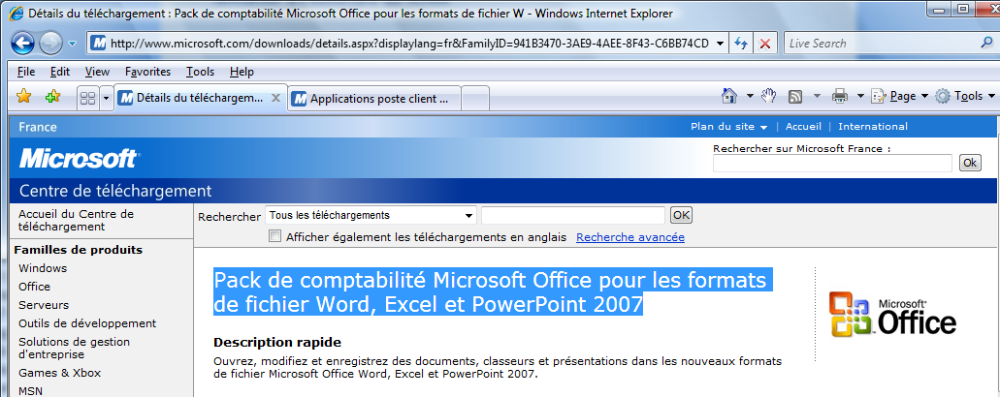 Détails du téléchargement : Pack de comptabilité Microsoft Office pour les formats de fichier W - Windows Internet Explorer
http://www.microsoft.com/downloads/details.aspx?displaylang=fr&FamilyID=941B3470-3AE9-4AEE-8F43-C6BB74CD
Live Search
File Edit View Favorites Tools Help
Détails du téléchargem... Applications poste client ...
Page Tools
France
Plan du site | Accueil | International
Microsoft
Rechercher sur Microsoft France :
Ok
Centre de téléchargement
Accueil du Centre de
téléchargement
Familles de produits
Windows
Office
Serveurs
Outils de développement
Solutions de gestion
d'entreprise
Games & Xbox
MSN
Rechercher Tous les téléchargements OK
Afficher également les téléchargements en anglais Recherche avancée
Pack de comptabilité Microsoft Office pour les formats
de fichier Word, Excel et PowerPoint 2007
Microsoft
Office
Description rapide
Ouvrez, modifiez et enregistrez des documents, classeurs et présentations dans les nouveaux formats
de fichier Microsoft Office Word, Excel et PowerPoint 2007.